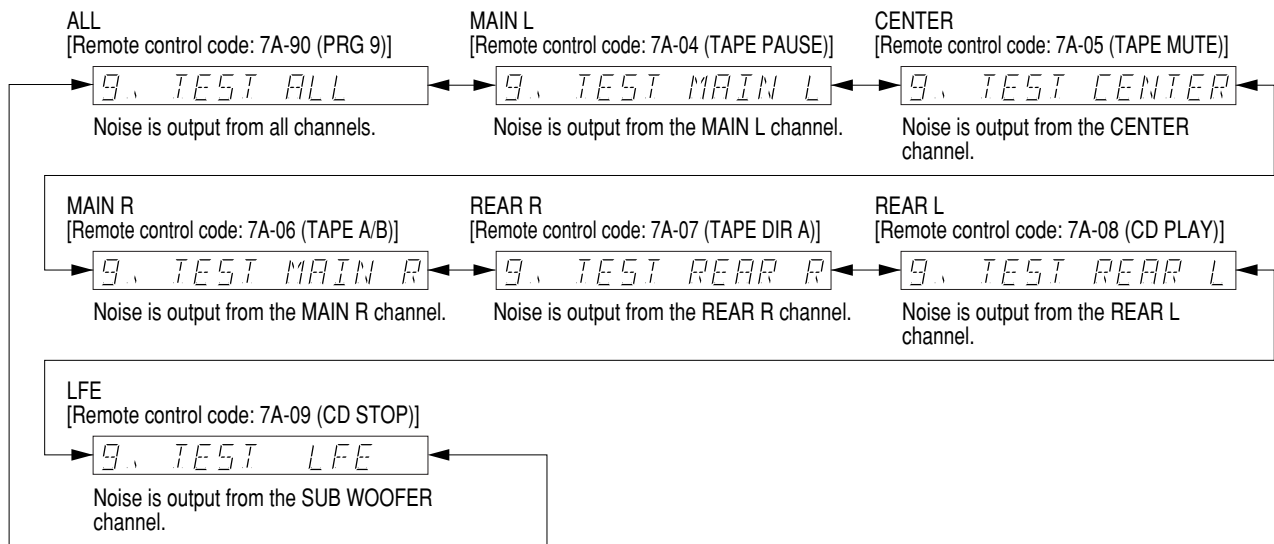 ALL
[Remote control code: 7A-90 (PRG 9)]
9. TEST ALL
Noise is output from all channels.
MAIN L
[Remote control code: 7A-04 (TAPE PAUSE)]
9. TEST MAIN L
Noise is output from the MAIN L channel.
CENTER
[Remote control code: 7A-05 (TAPE MUTE)]
9. TEST CENTER
Noise is output from the CENTER
channel.
MAIN R
[Remote control code: 7A-06 (TAPE A/B)]
9. TEST MAIN R
Noise is output from the MAIN R channel.
REAR R
[Remote control code: 7A-07 (TAPE DIR A)]
9. TEST REAR R
Noise is output from the REAR R channel.
REAR L
[Remote control code: 7A-08 (CD PLAY)]
9. TEST REAR L
Noise is output from the REAR L
channel.
LFE
[Remote control code: 7A-09 (CD STOP)]
9. TEST LFE
Noise is output from the SUB WOOFER
channel.